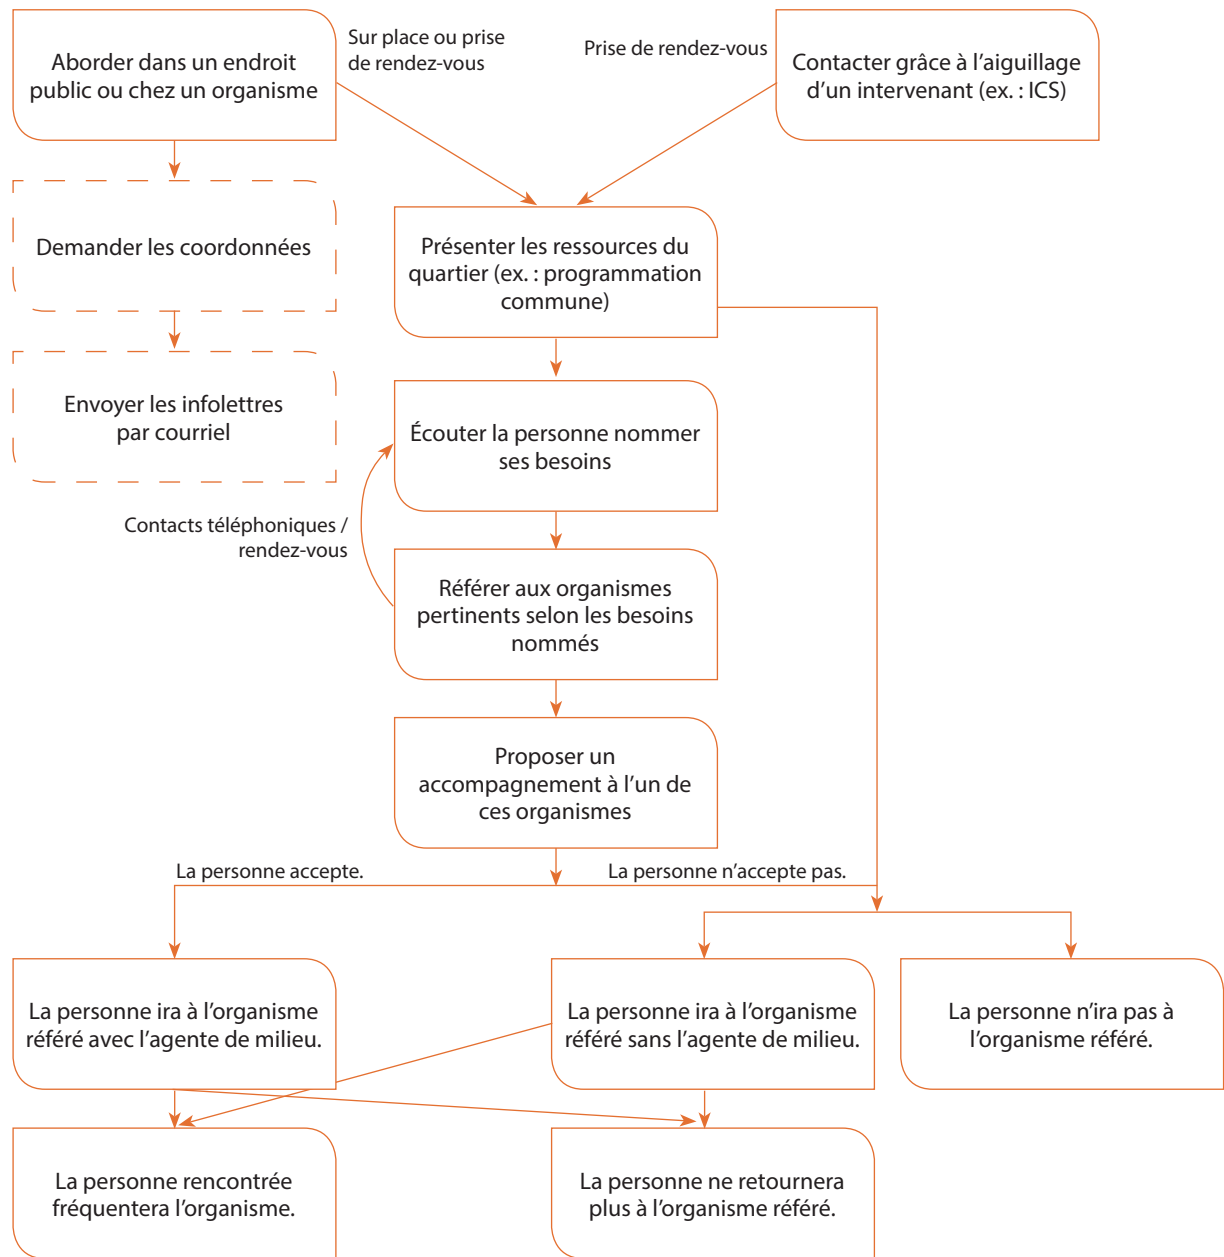 Aborder dans un endroit
public ou chez un organisme
Sur place ou prise
de rendez-vous
Prise de rendez-vous
Contacter grâce à l’aiguillage
d’un intervenant (ex. : ICS)
Demander les coordonnées
Présenter les ressources du
quartier (ex. : programmation
commune)
Envoyer les infolettres
par courriel
Écouter la personne nommer
ses besoins
Contacts téléphoniques /
rendez-vous
Référer aux organismes
pertinents selon les besoins
nommés
Proposer un
accompagnement à l’un de
ces organismes
La personne accepte.
La personne n’accepte pas.
La personne ira à l’organisme
référé avec l’agente de milieu.
La personne ira à l’organisme
référé sans l’agente de milieu.
La personne n’ira pas à
l’organisme référé.
La personne rencontrée
fréquentera l’organisme.
La personne ne retournera
plus à l’organisme référé.